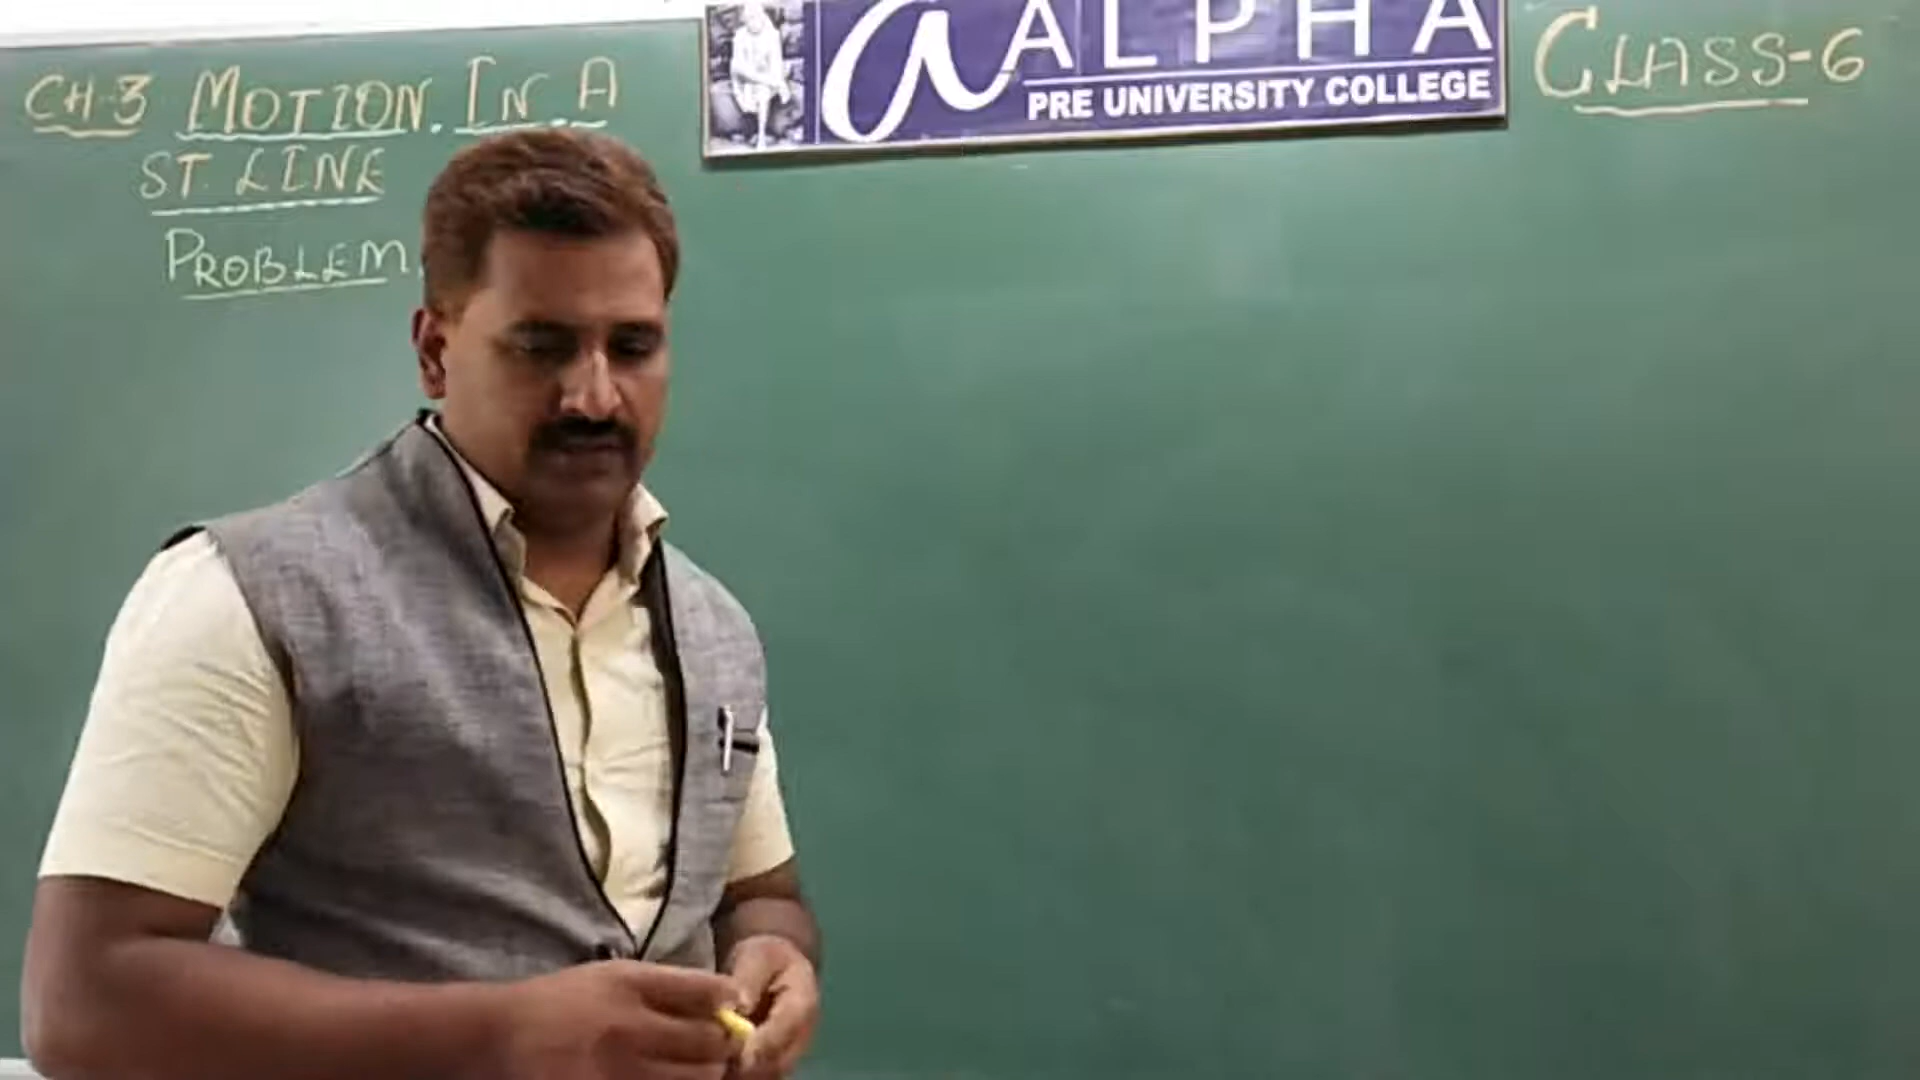 CH-3 MOTION IN A
ST. LINE
PROBLEM
a ALPHA
PRE UNIVERSITY COLLEGE
CLASS-6